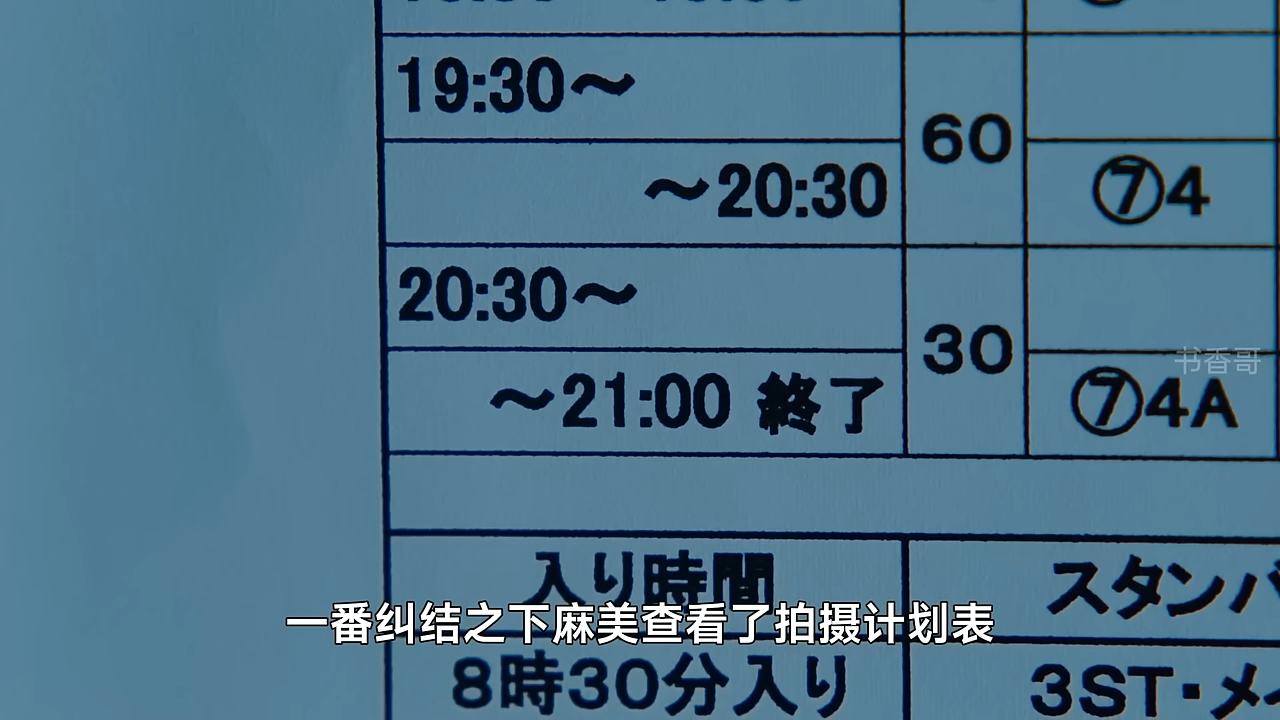 19:30～
60
～20:30
⑦4
20:30～
30
書香哥
～21:00 終了
⑦4A
入り時間
スタンバ
一番纠结之下麻美查看了拍摄计划表
8時30分入り
3ST・メイ